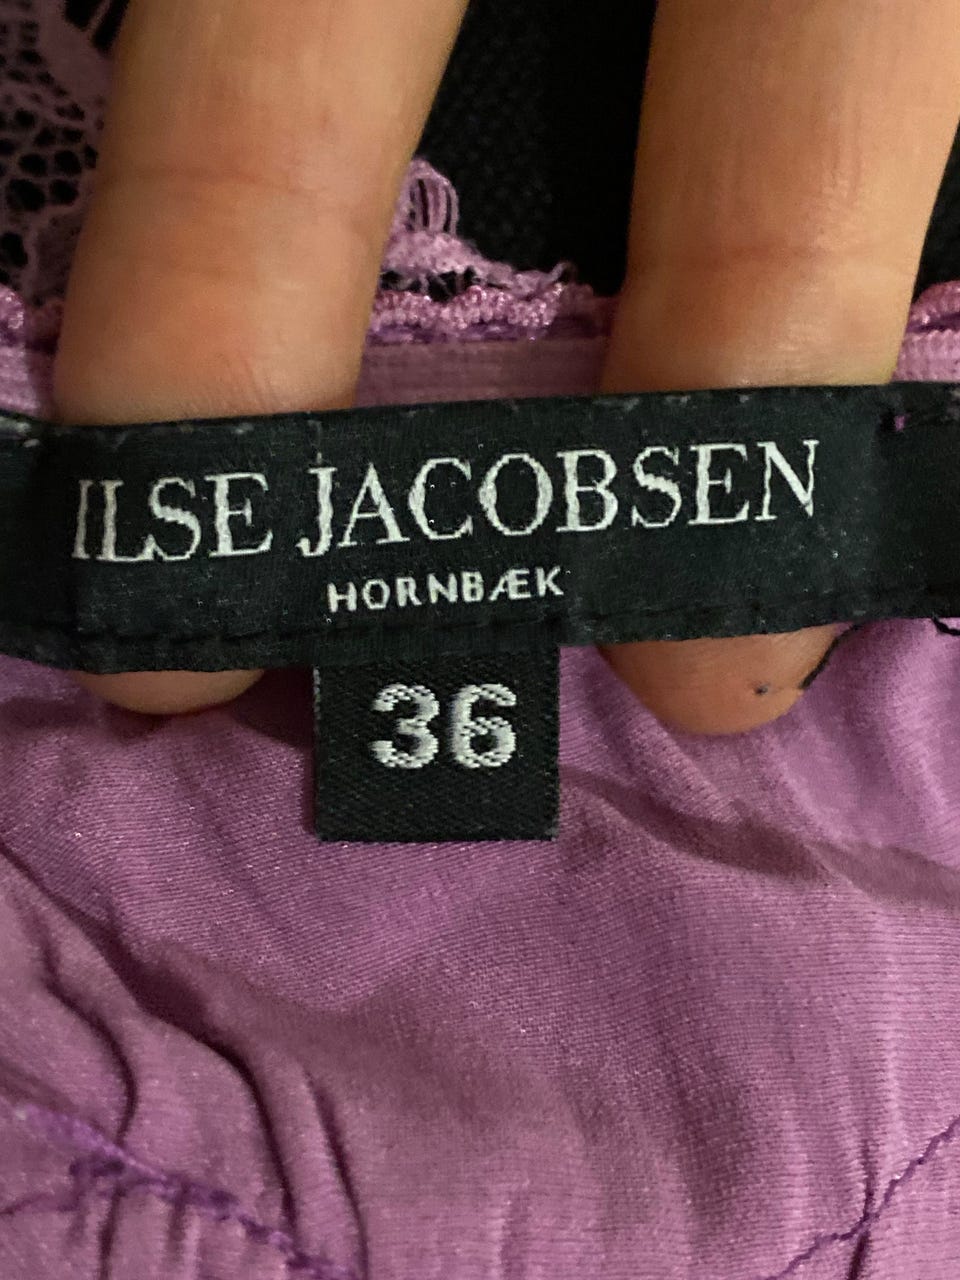 ILSE JACOBSEN
HORNBÆK
36